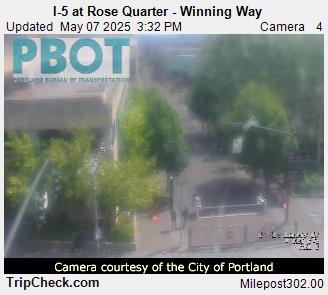 I-5 at Rose Quarter - Winning Way
Updated May 07 2025 3:32 PM Camera 4
PBOT
PORTLAND BUREAU OF TRANSPORTATION
Camera courtesy of the City of Portland
TripCheck.com Milepost302.00